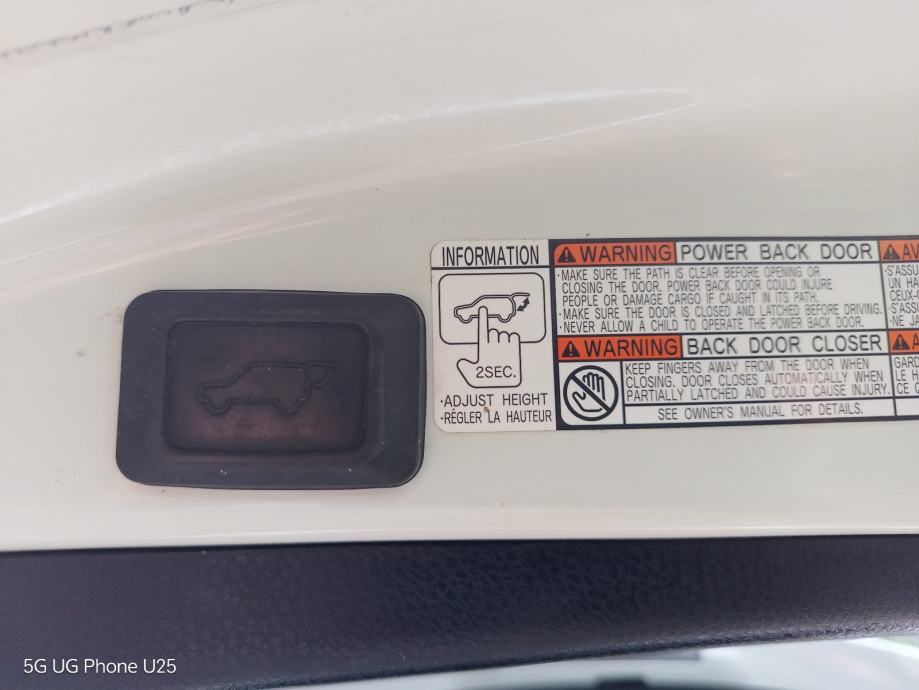 INFORMATION
2SEC.
·ADJUST HEIGHT
·RÉGLER LA HAUTEUR
WARNING POWER BACK DOOR
·MAKE SURE THE PATH IS CLEAR BEFORE OPENING OR
CLOSING THE DOOR. POWER BACK DOOR COULD INJURE
PEOPLE OR DAMAGE CARGO IF CAUGHT IN ITS PATH.
·MAKE SURE THE DOOR IS CLOSED AND LATCHED BEFORE DRIVING.
·NEVER ALLOW A CHILD TO OPERATE THE POWER BACK DOOR.
WARNING BACK DOOR CLOSER
KEEP FINGERS AWAY FROM THE DOOR WHEN
CLOSING. DOOR CLOSES AUTOMATICALLY WHEN
PARTIALLY LATCHED AND COULD CAUSE INJURY.
SEE OWNER'S MANUAL FOR DETAILS.
5G UG Phone U25